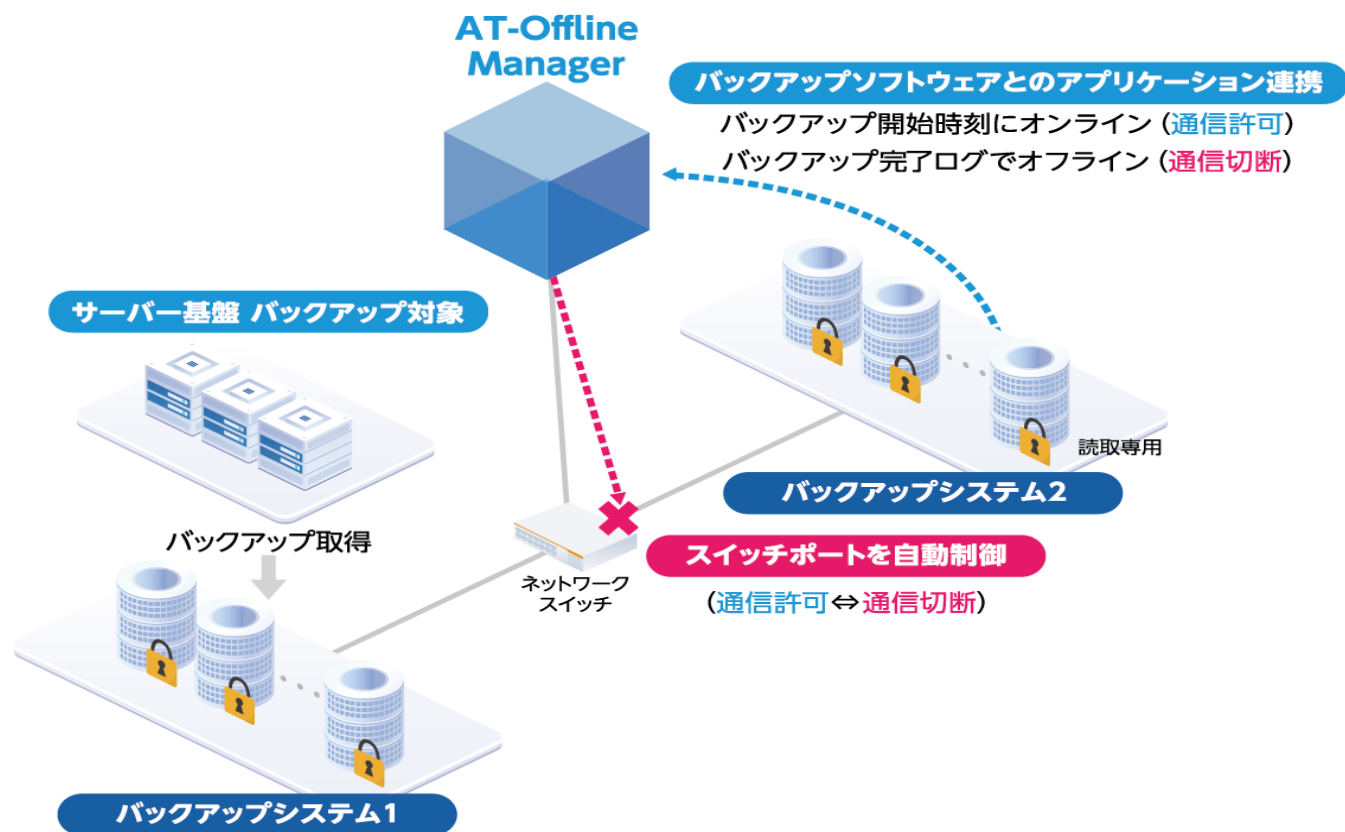 AT-Offline
Manager
バックアップソフトウェアとのアプリケーション連携
バックアップ開始時刻にオンライン（通信許可）
バックアップ完了ログでオフライン（通信切断）
サーバー基盤 バックアップ対象
読取専用
バックアップシステム2
バックアップ取得
スイッチポートを自動制御
（通信許可⇔通信切断）
ネットワーク
スイッチ
バックアップシステム1